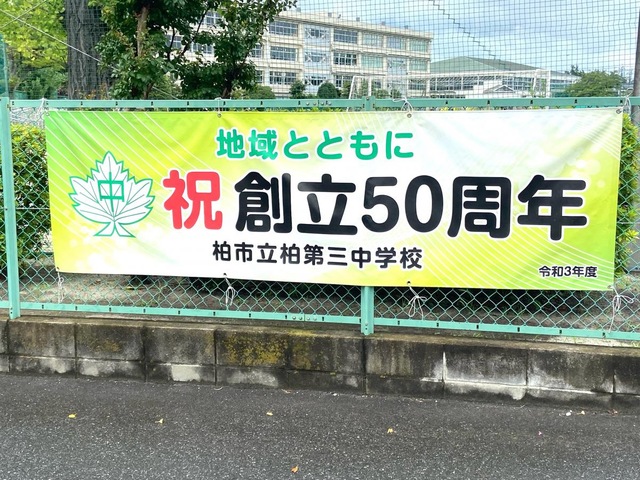 地域とともに
中
祝 創立50周年
柏市立柏第三中学校
令和3年度